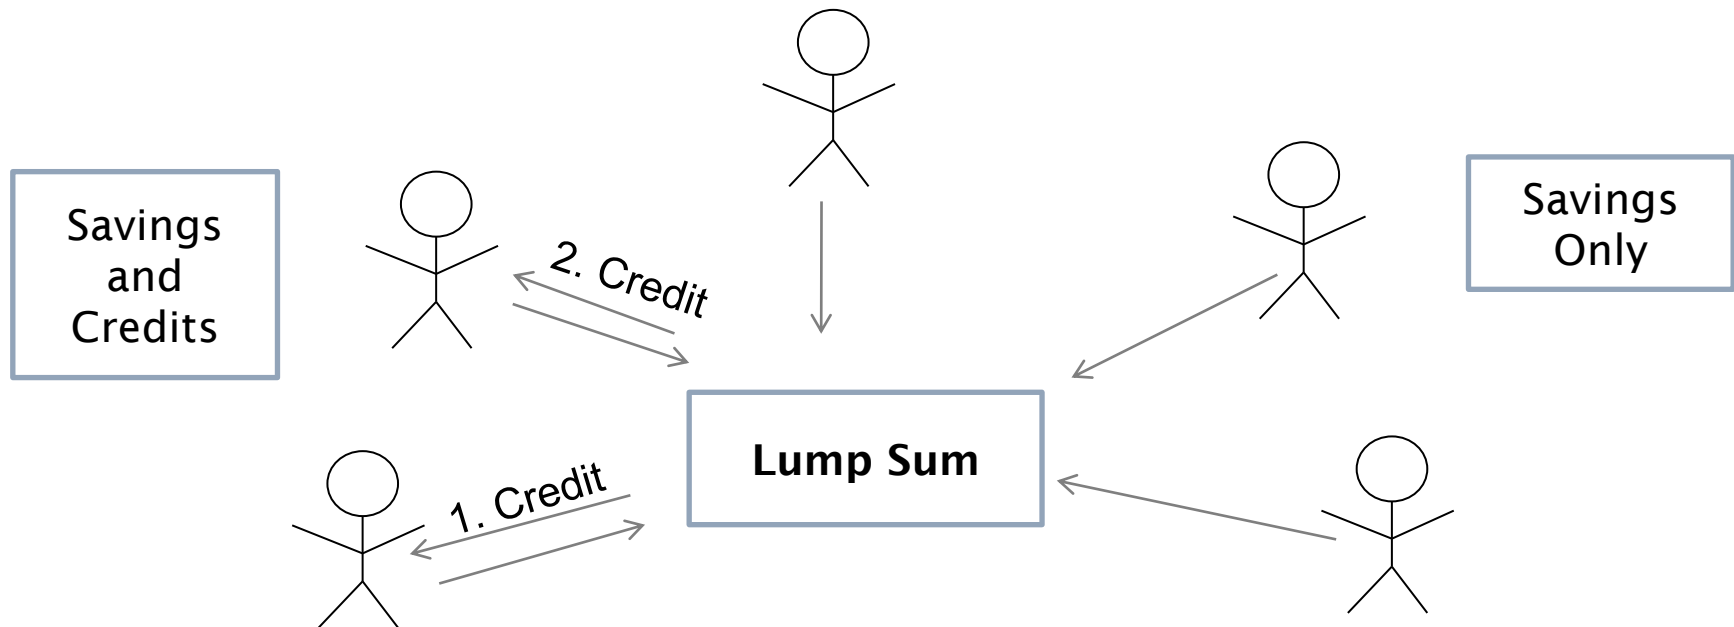 Savings
and
Credits
2. Credit
1. Credit
Lump Sum
Savings
Only